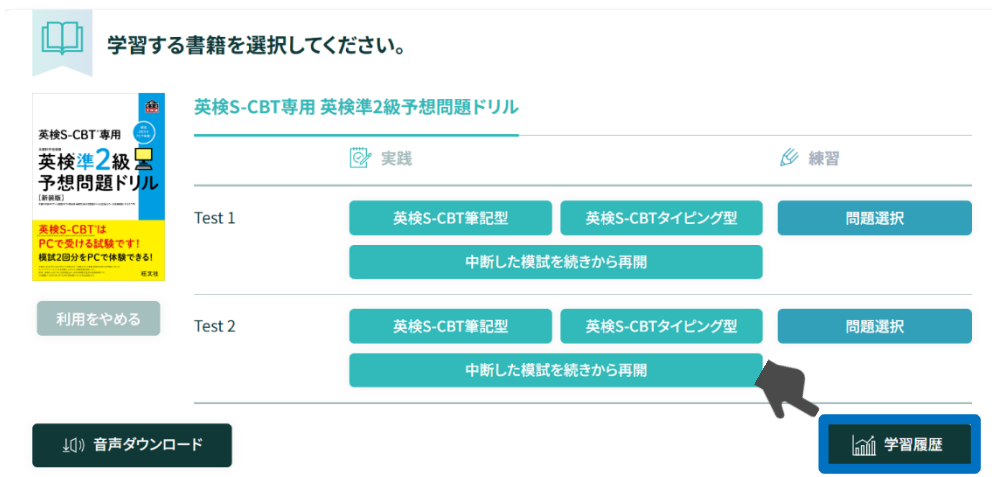 学習する書籍を選択してください。
英検S-CBT専用 英検準2級予想問題ドリル
英検S-CBT®専用
英検準2級
予想問題ドリル
[新装版]
英検S-CBT®は
PCで受ける試験です!
模試2回分をPCで体験できる!
旺文社
利用をやめる
実践
練習
Test 1
英検S-CBT筆記型
英検S-CBTタイピング型
問題選択
中断した模試を続きから再開
Test 2
英検S-CBT筆記型
英検S-CBTタイピング型
問題選択
中断した模試を続きから再開
音声ダウンロード
学習履歴